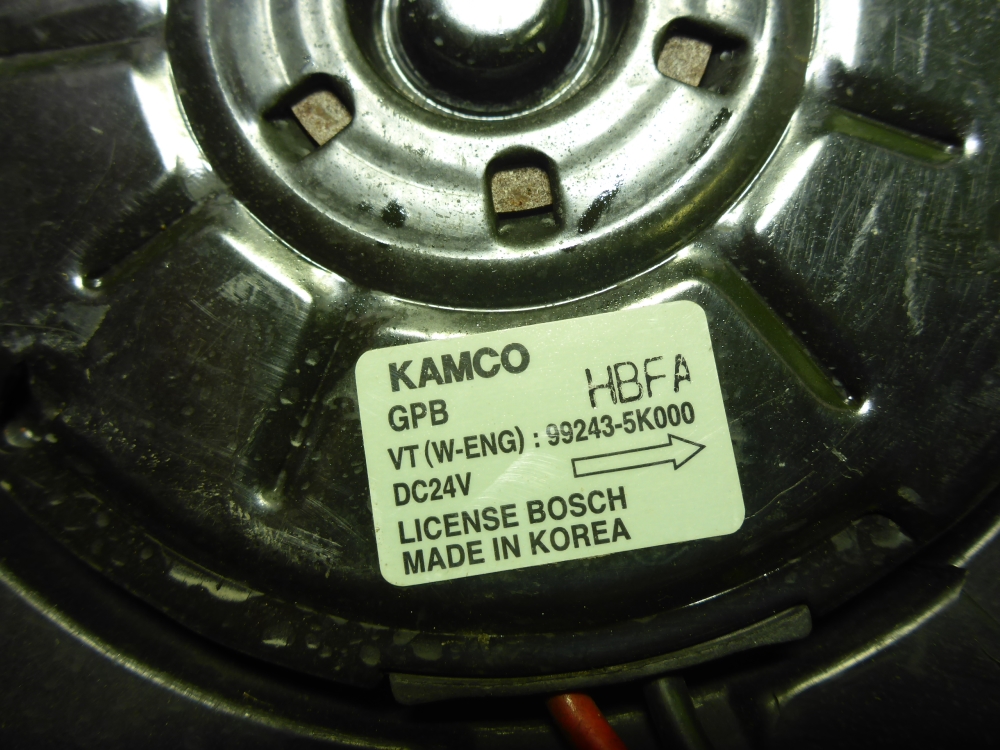 KAMCO
HBFA
GPB
VT (W-ENG) : 99243-5K000
DC24V
LICENSE BOSCH
MADE IN KOREA